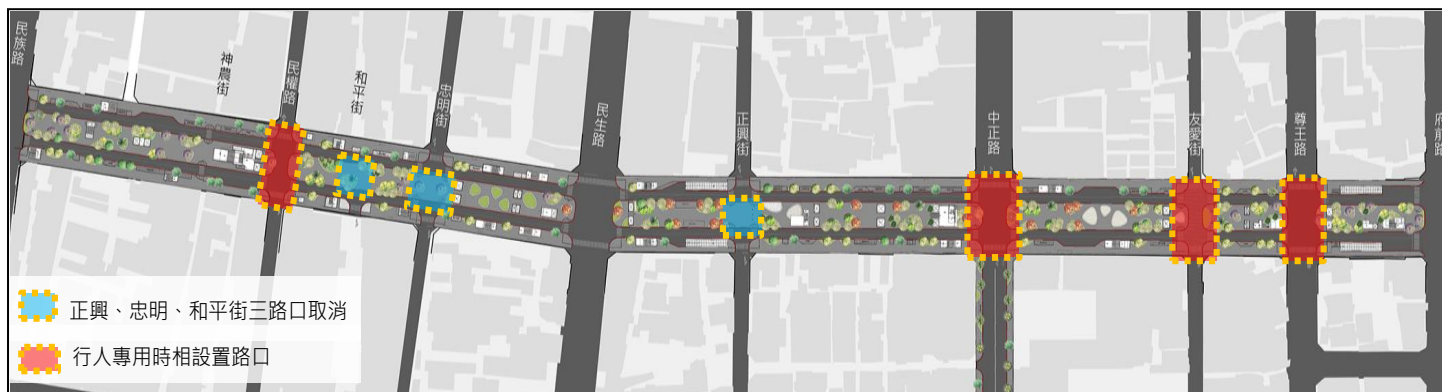 民族路
神農街
民權路
和平街
忠明街
民生路
正興街
中正路
友愛街
尊王路
府前路
正興、忠明、和平街三路口取消
行人專用時相設置路口